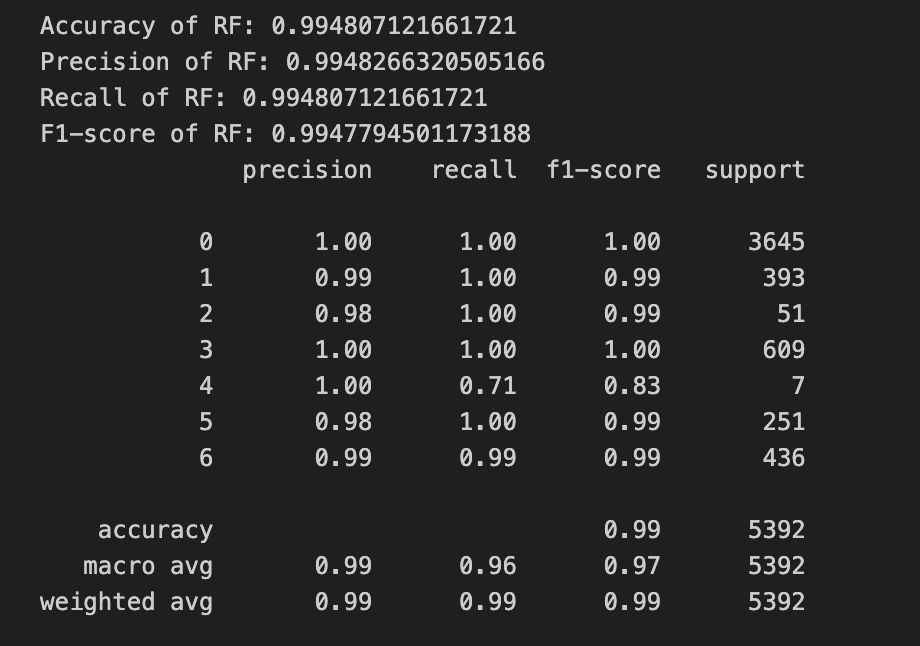 Accuracy of RF: 0.994807121661721
Precision of RF: 0.9948266320505166
Recall of RF: 0.994807121661721
F1-score of RF: 0.9947794501173188
precision recall f1-score support
0 1.00 1.00 1.00 3645
1 0.99 1.00 0.99 393
2 0.98 1.00 0.99 51
3 1.00 1.00 1.00 609
4 1.00 0.71 0.83 7
5 0.98 1.00 0.99 251
6 0.99 0.99 0.99 436
accuracy 0.99 5392
macro avg 0.99 0.96 0.97 5392
weighted avg 0.99 0.99 0.99 5392